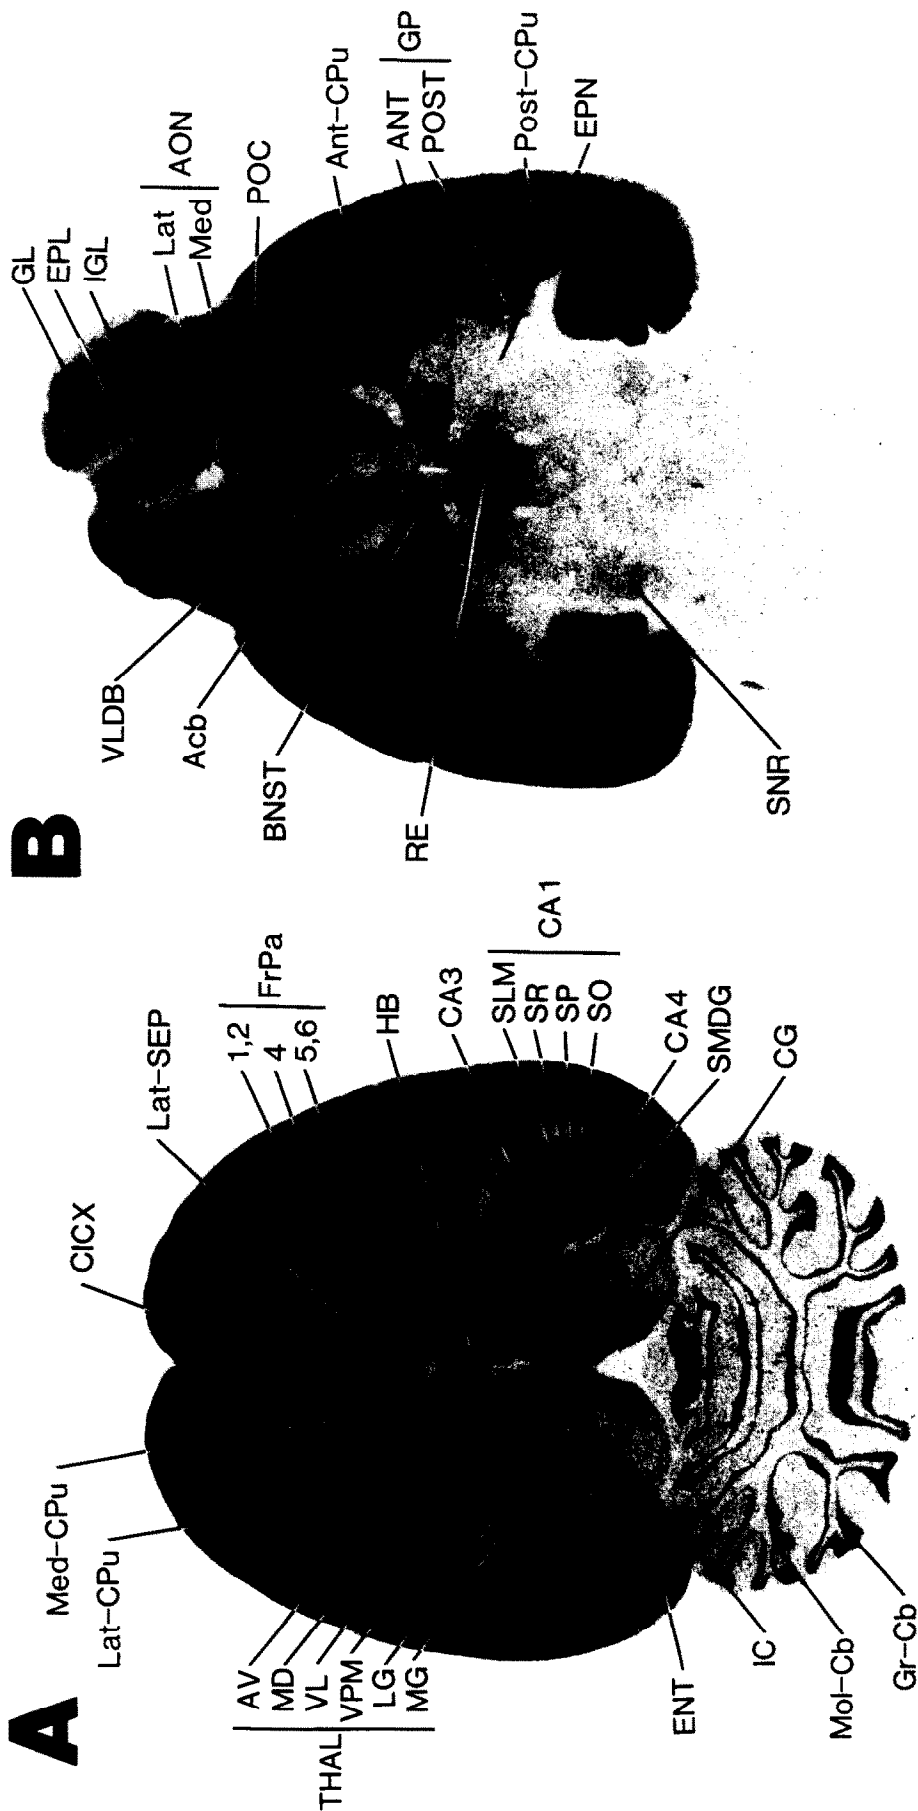 A
Med–CPu
Lat–CPu
CICX
Lat–SEP
1,2
4
5,6
FrPa
HB
CA3
SLM
SR
SP
SO
CA1
CA4
SMDG
CG
THAL
AV
MD
VL
VPM
LG
MG
ENT
IC
Mol–Cb
Gr–Cb
B
VLDB
Acb
BNST
RE
SNR
GL
EPL
IGL
Lat
Med
AON
POC
Ant–CPu
ANT
POST
GP
Post–CPu
EPN